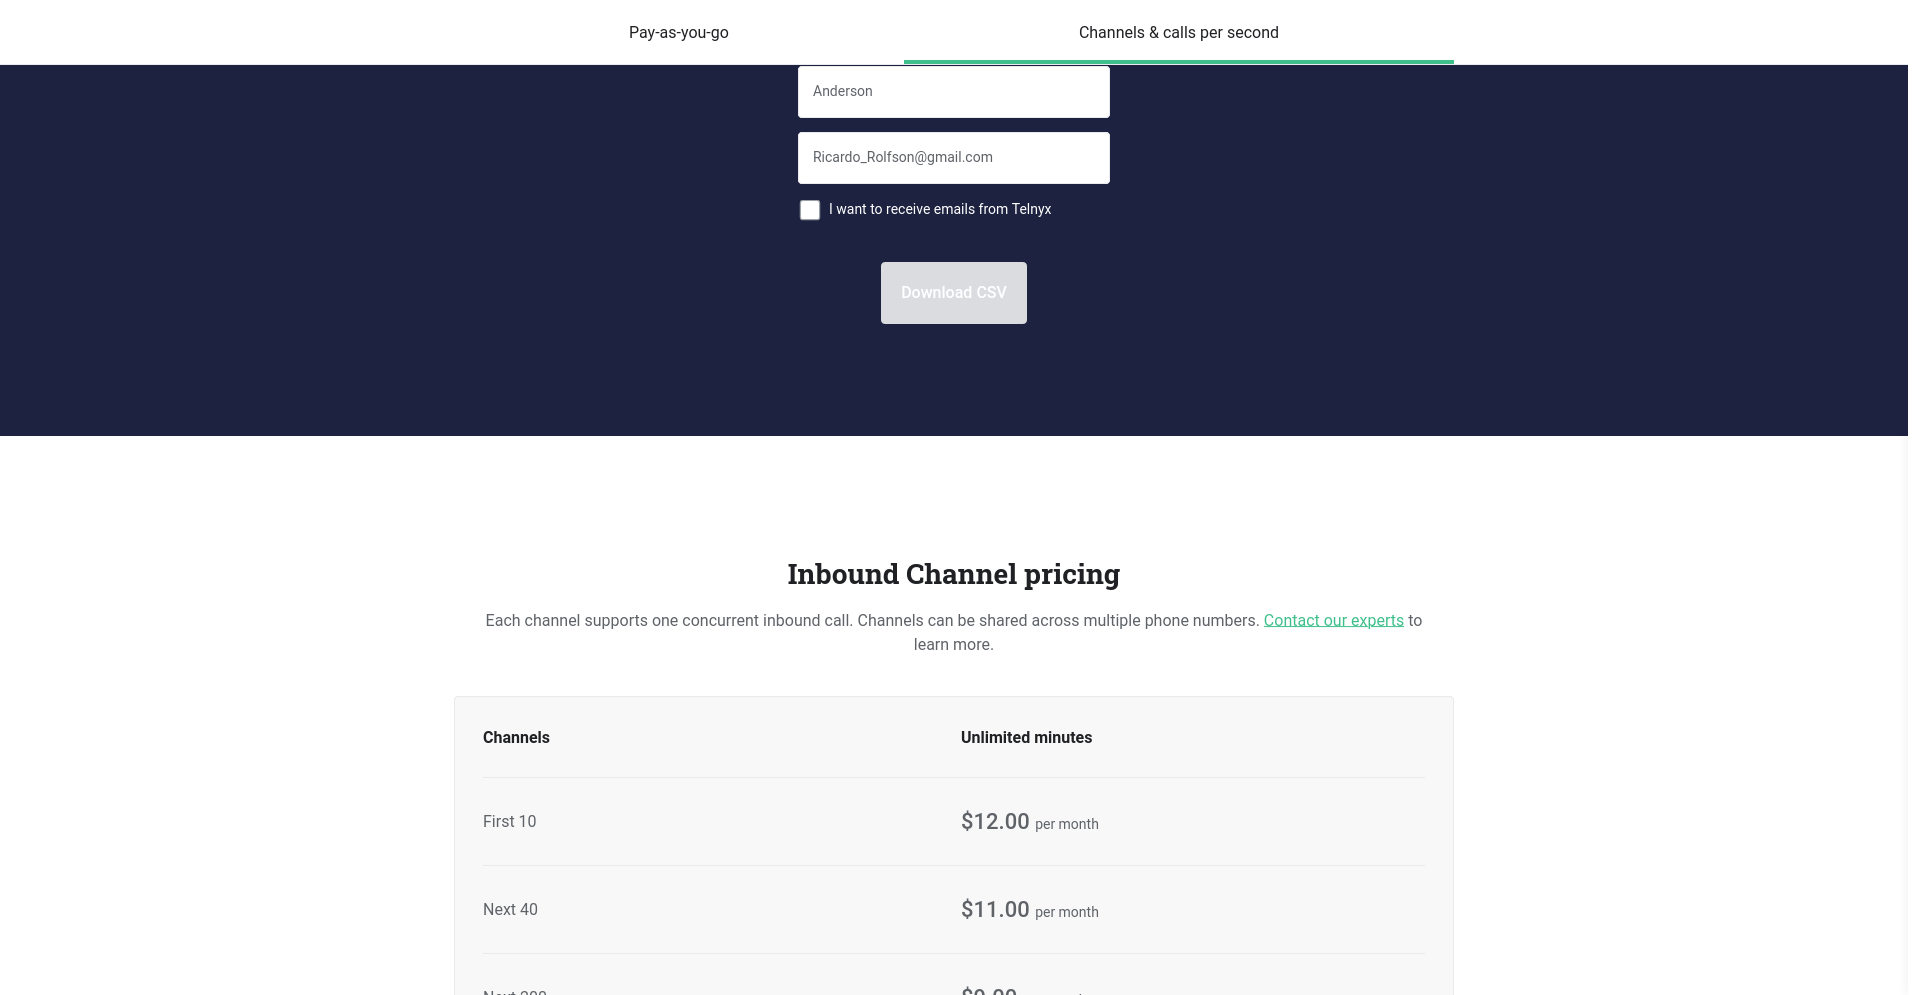 Pay-as-you-go
Channels & calls per second
Anderson
Ricardo_Rolfson@gmail.com
I want to receive emails from Telnyx
Download CSV
Inbound Channel pricing
Each channel supports one concurrent inbound call. Channels can be shared across multiple phone numbers. Contact our experts to
learn more.
Channels
Unlimited minutes
First 10
$12.00 per month
Next 40
$11.00 per month